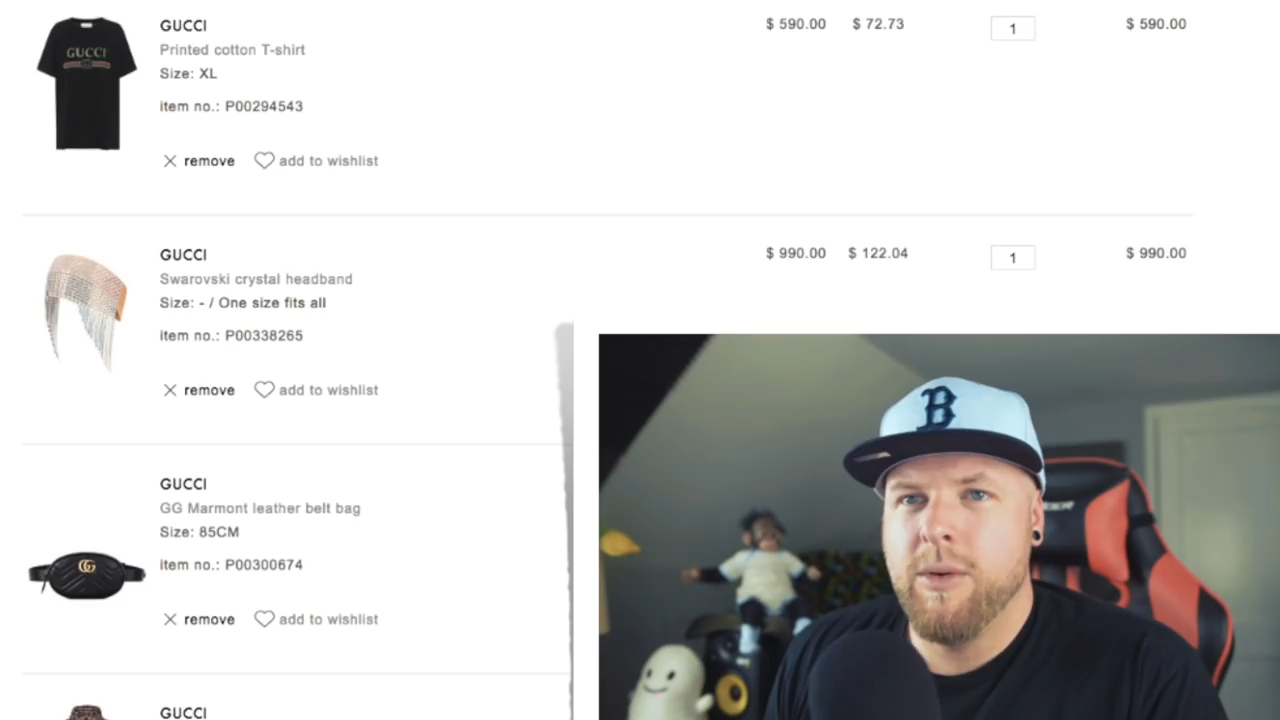 GUCCI
Printed cotton T-shirt
Size: XL
item no.: P00294543
remove
add to wishlist
$ 590.00
$ 72.73
1
$ 590.00
GUCCI
GUCCI
Swarovski crystal headband
Size: - / One size fits all
item no.: P00338265
remove
add to wishlist
$ 990.00
$ 122.04
1
$ 990.00
GUCCI
GG Marmont leather belt bag
Size: 85CM
item no.: P00300674
remove
add to wishlist
GUCCI
B